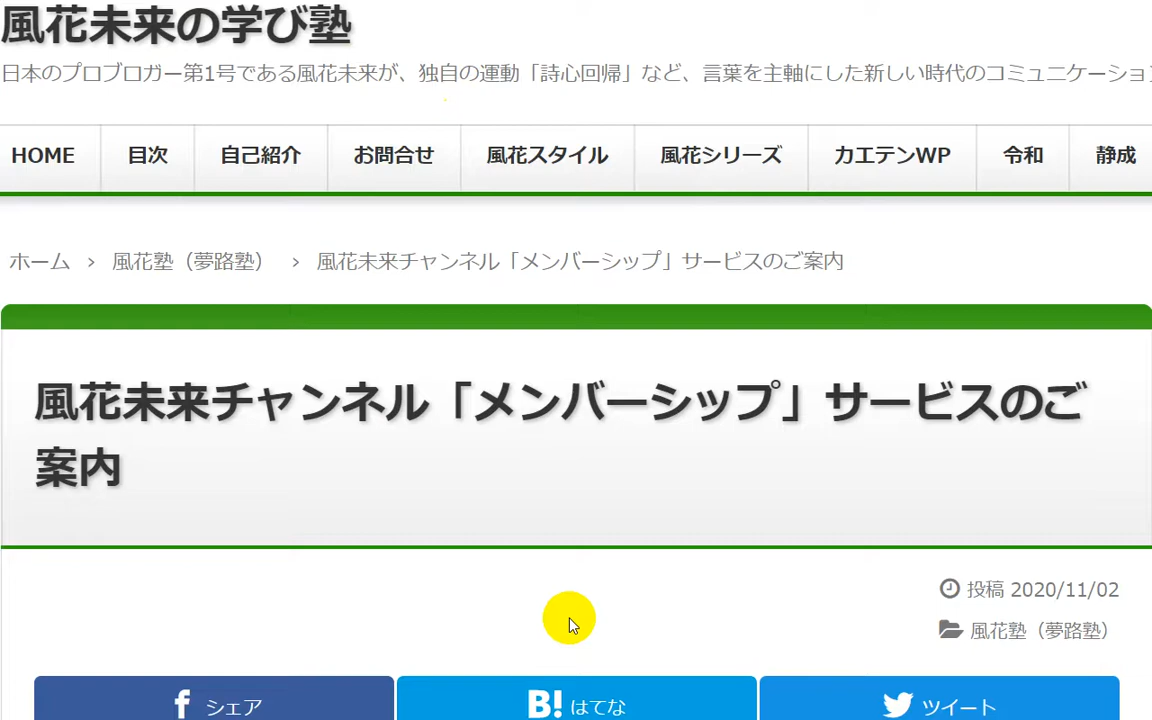 風花未来の学び塾
日本のプロブロガー第1号である風花未来が、独自の運動「詩心回帰」など、言葉を主軸にした新しい時代のコミュニケーション
HOME 目次 自己紹介 お問合せ 風花スタイル 風花シリーズ カエテンWP 令和 静成
ホーム › 風花塾（夢路塾） › 風花未来チャンネル「メンバーシップ」サービスのご案内
風花未来チャンネル「メンバーシップ」サービスのご
案内
投稿 2020/11/02
風花塾（夢路塾）
シェア B! はてな ツイート